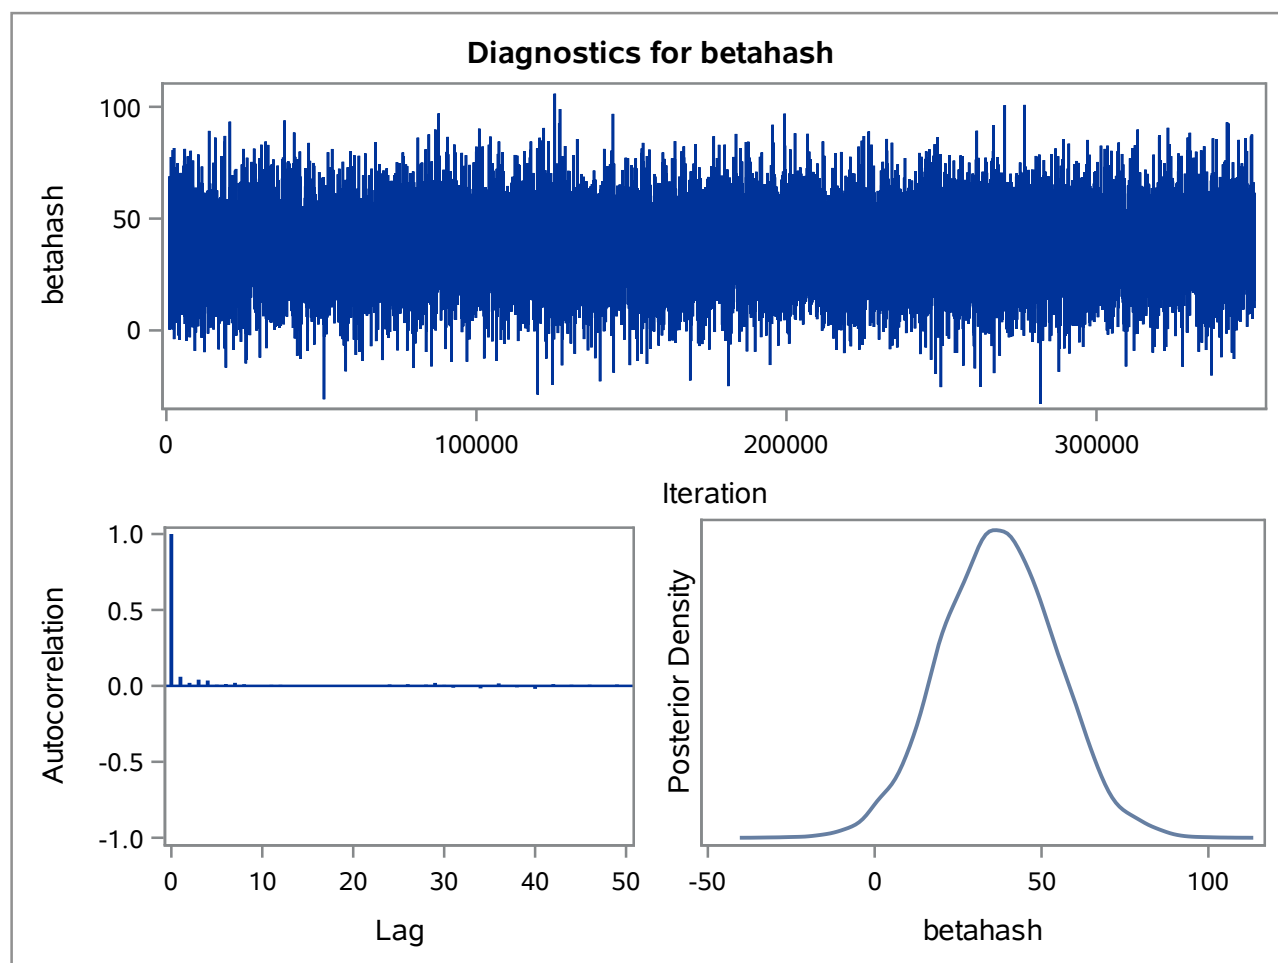 Diagnostics for betahash
betahash
100
50
0
0 100000 200000 300000
Iteration
Autocorrelation
1.0
0.5
0.0
-0.5
-1.0
0 10 20 30 40 50
Lag
Posterior Density
-50 0 50 100
betahash